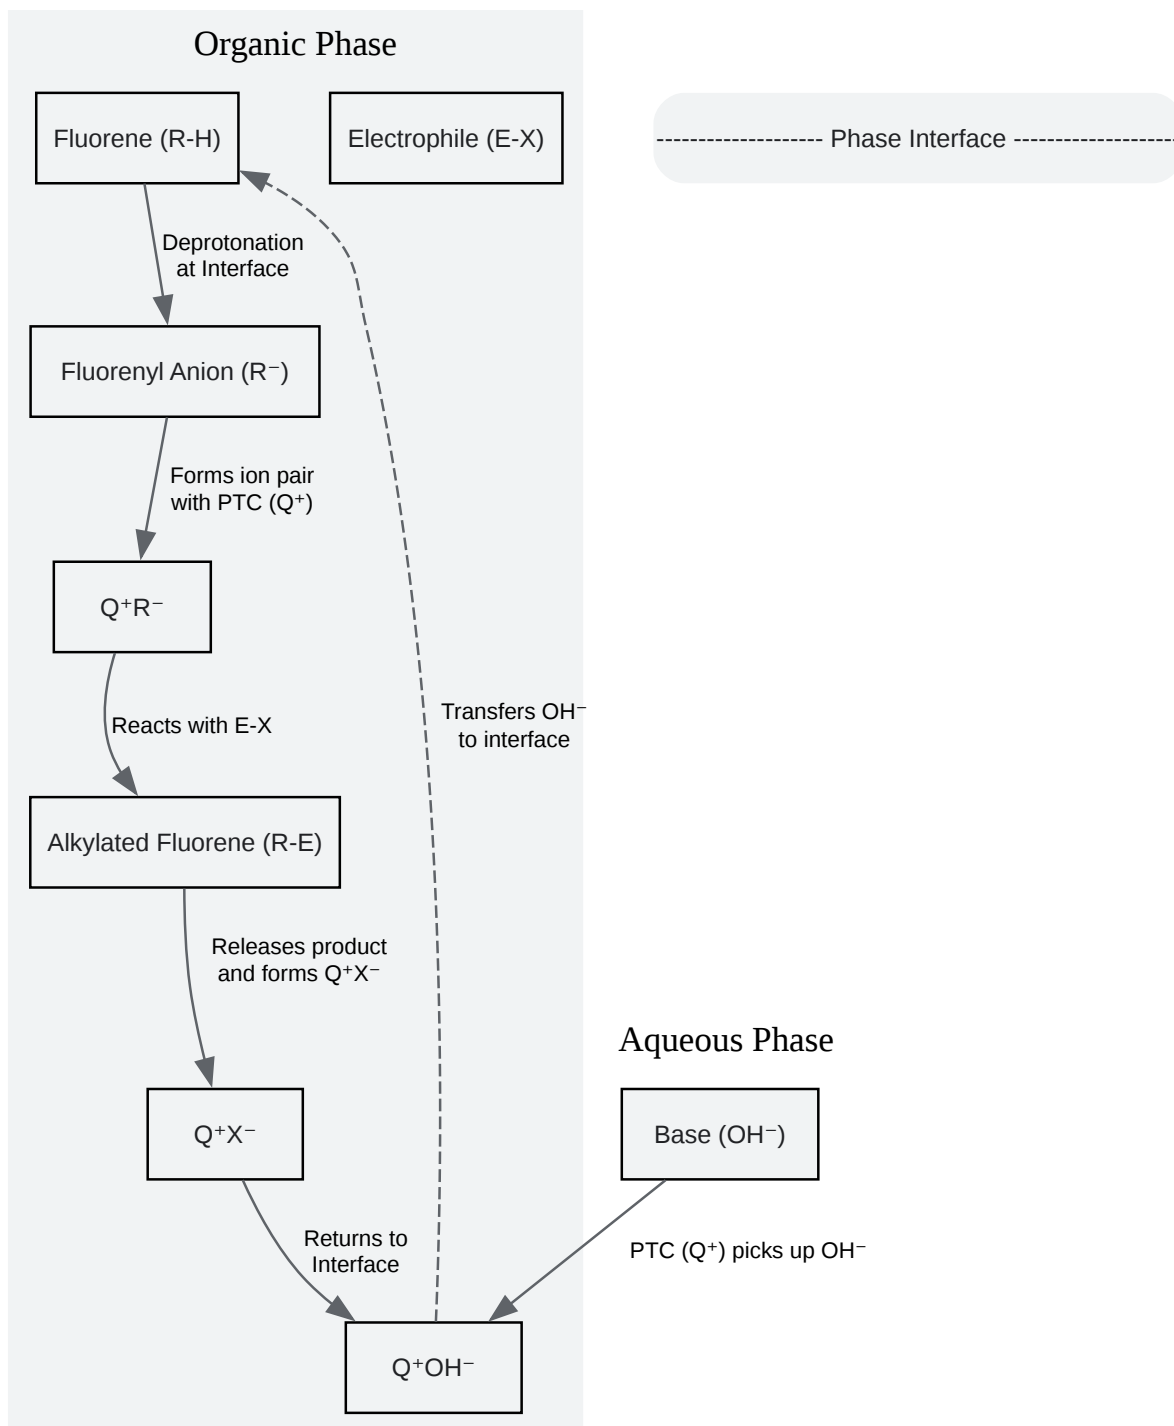 Organic Phase
Fluorene (R-H)
Electrophile (E-X)
-------------------- Phase Interface --------------------
Deprotonation
at Interface
Fluorenyl Anion (R⁻)
Forms ion pair
with PTC (Q⁺)
Q⁺R⁻
Reacts with E-X
Transfers OH⁻
to interface
Alkylated Fluorene (R-E)
Releases product
and forms Q⁺X⁻
Aqueous Phase
Q⁺X⁻
Base (OH⁻)
Returns to
Interface
PTC (Q⁺) picks up OH⁻
Q⁺OH⁻